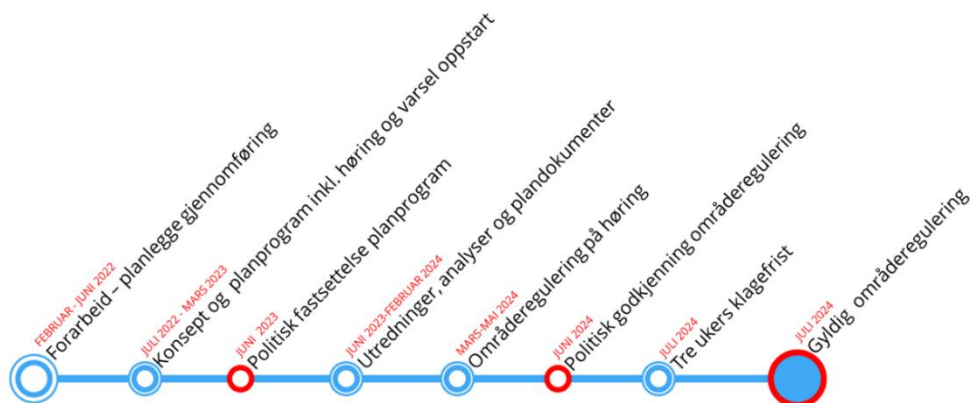 FEBRUAR - JUNI 2022
Forarbeid – planlegge gjennomføring
JULI 2022 - MARS 2023
Konsept og planprogram inkl. høring og varsel oppstart
JUNI 2023
Politisk fastsettelse planprogram
JUNI 2023-FEBRUAR 2024
Utredninger, analyser og plandokumenter
MARS-MAI 2024
Områderegulering på høring
JUNI 2024
Politisk godkjenning områderegulering
JULI 2024
Tre ukers klagefrist
JULI 2024
Gyldig områderegulering